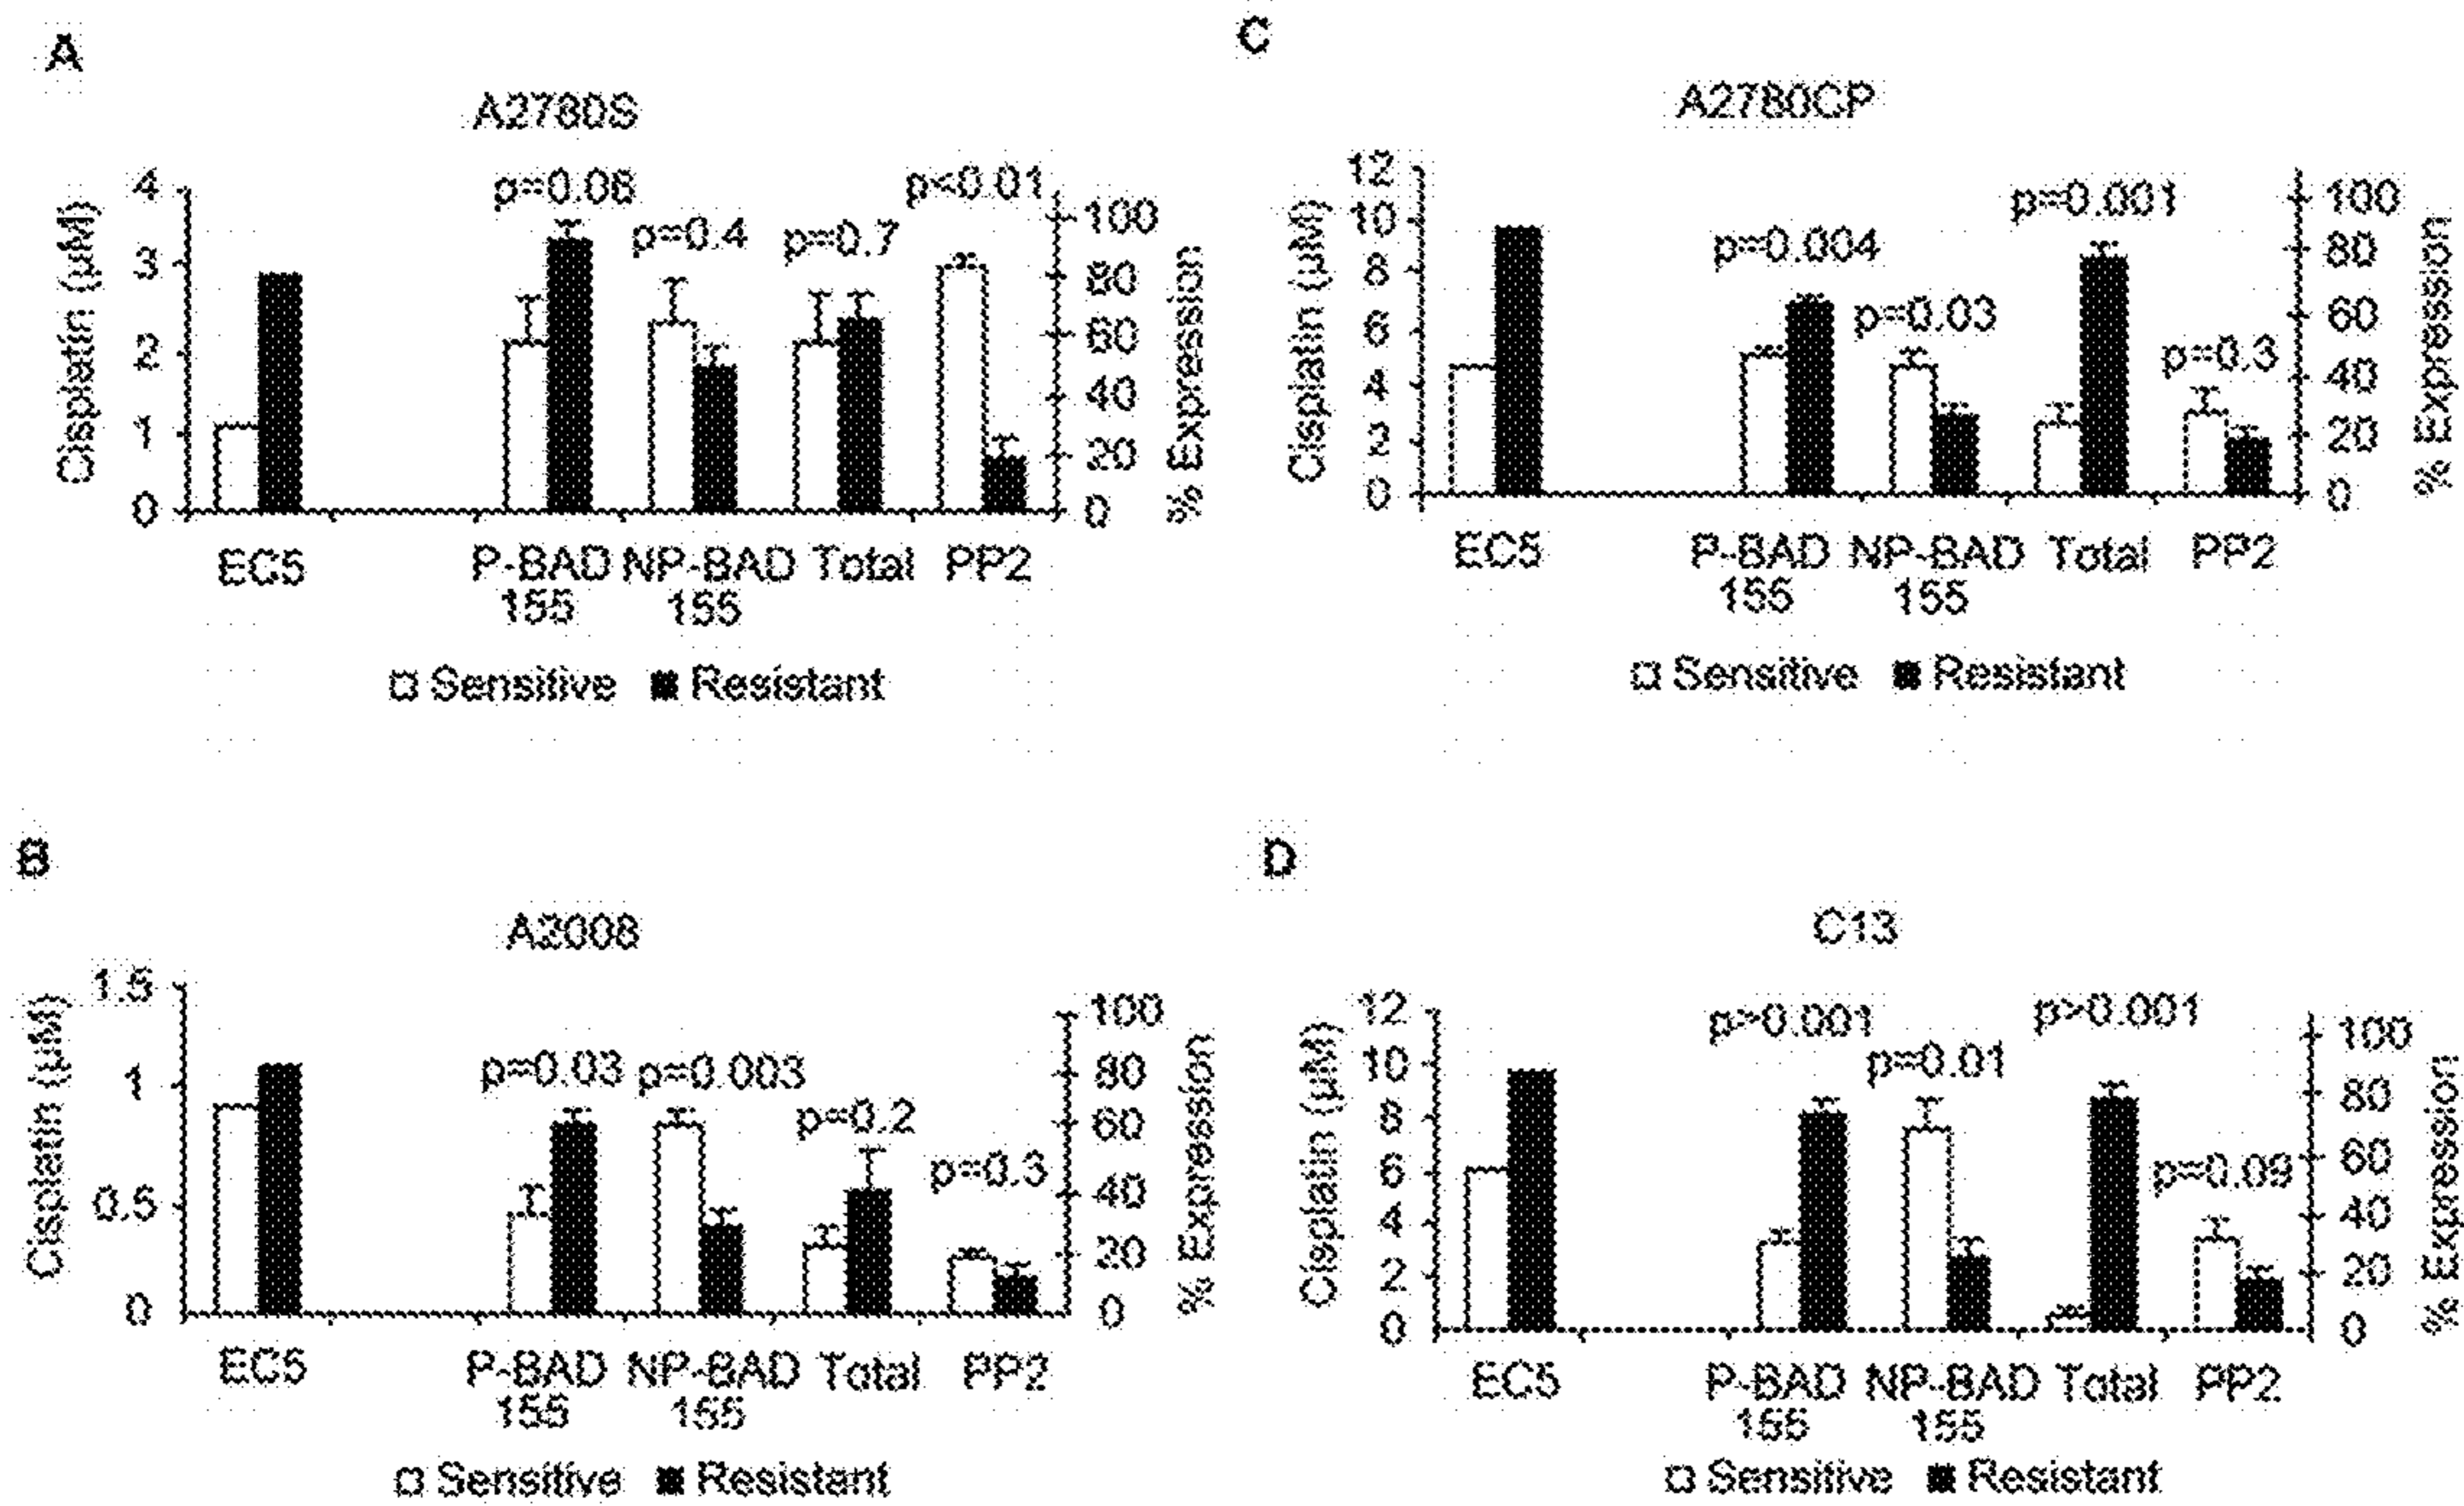 A
A2780S
Cisplatin (µM)
4
3
2
1
0
p=0.06
p=0.4
p=0.7
p<0.01
100
80
60
40
20
0
% Expression
EC5
P-BAD
155
NP-BAD
155
Total
PP2
Sensitive
Resistant
C
A2780CP
Cisplatin (µM)
12
10
8
6
4
2
0
p=0.004
p=0.03
p=0.001
p=0.3
100
80
60
40
20
0
% Expression
EC5
P-BAD
155
NP-BAD
155
Total
PP2
Sensitive
Resistant
B
A2008
Cisplatin (µM)
1.5
1
0.5
0
p=0.03
p=0.003
p=0.2
p=0.3
100
80
60
40
20
0
% Expression
EC5
P-BAD
155
NP-BAD
155
Total
PP2
Sensitive
Resistant
D
C13
Cisplatin (µM)
12
10
8
6
4
2
0
p>0.001
p=0.01
p>0.001
p=0.09
100
80
60
40
20
0
% Expression
EC5
P-BAD
155
NP-BAD
155
Total
PP2
Sensitive
Resistant